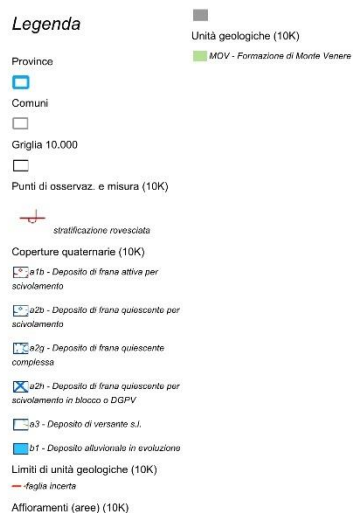 Legenda
Province
Comuni
Griglia 10.000
Punti di osservaz. e misura (10K)
stratificazione rovesciata
Coperture quaternarie (10K)
a1b - Deposito di frana attiva per
scivolamento
a2b - Deposito di frana quiescente per
scivolamento
a2g - Deposito di frana quiescente
complessa
a2h - Deposito di frana quiescente per
scivolamento in blocco o DGPV
a3 - Deposito di versante s.l.
b1 - Deposito alluvionale in evoluzione
Limiti di unità geologiche (10K)
-faglia incerta
Affioramenti (aree) (10K)
Unità geologiche (10K)
MOV - Formazione di Monte Venere